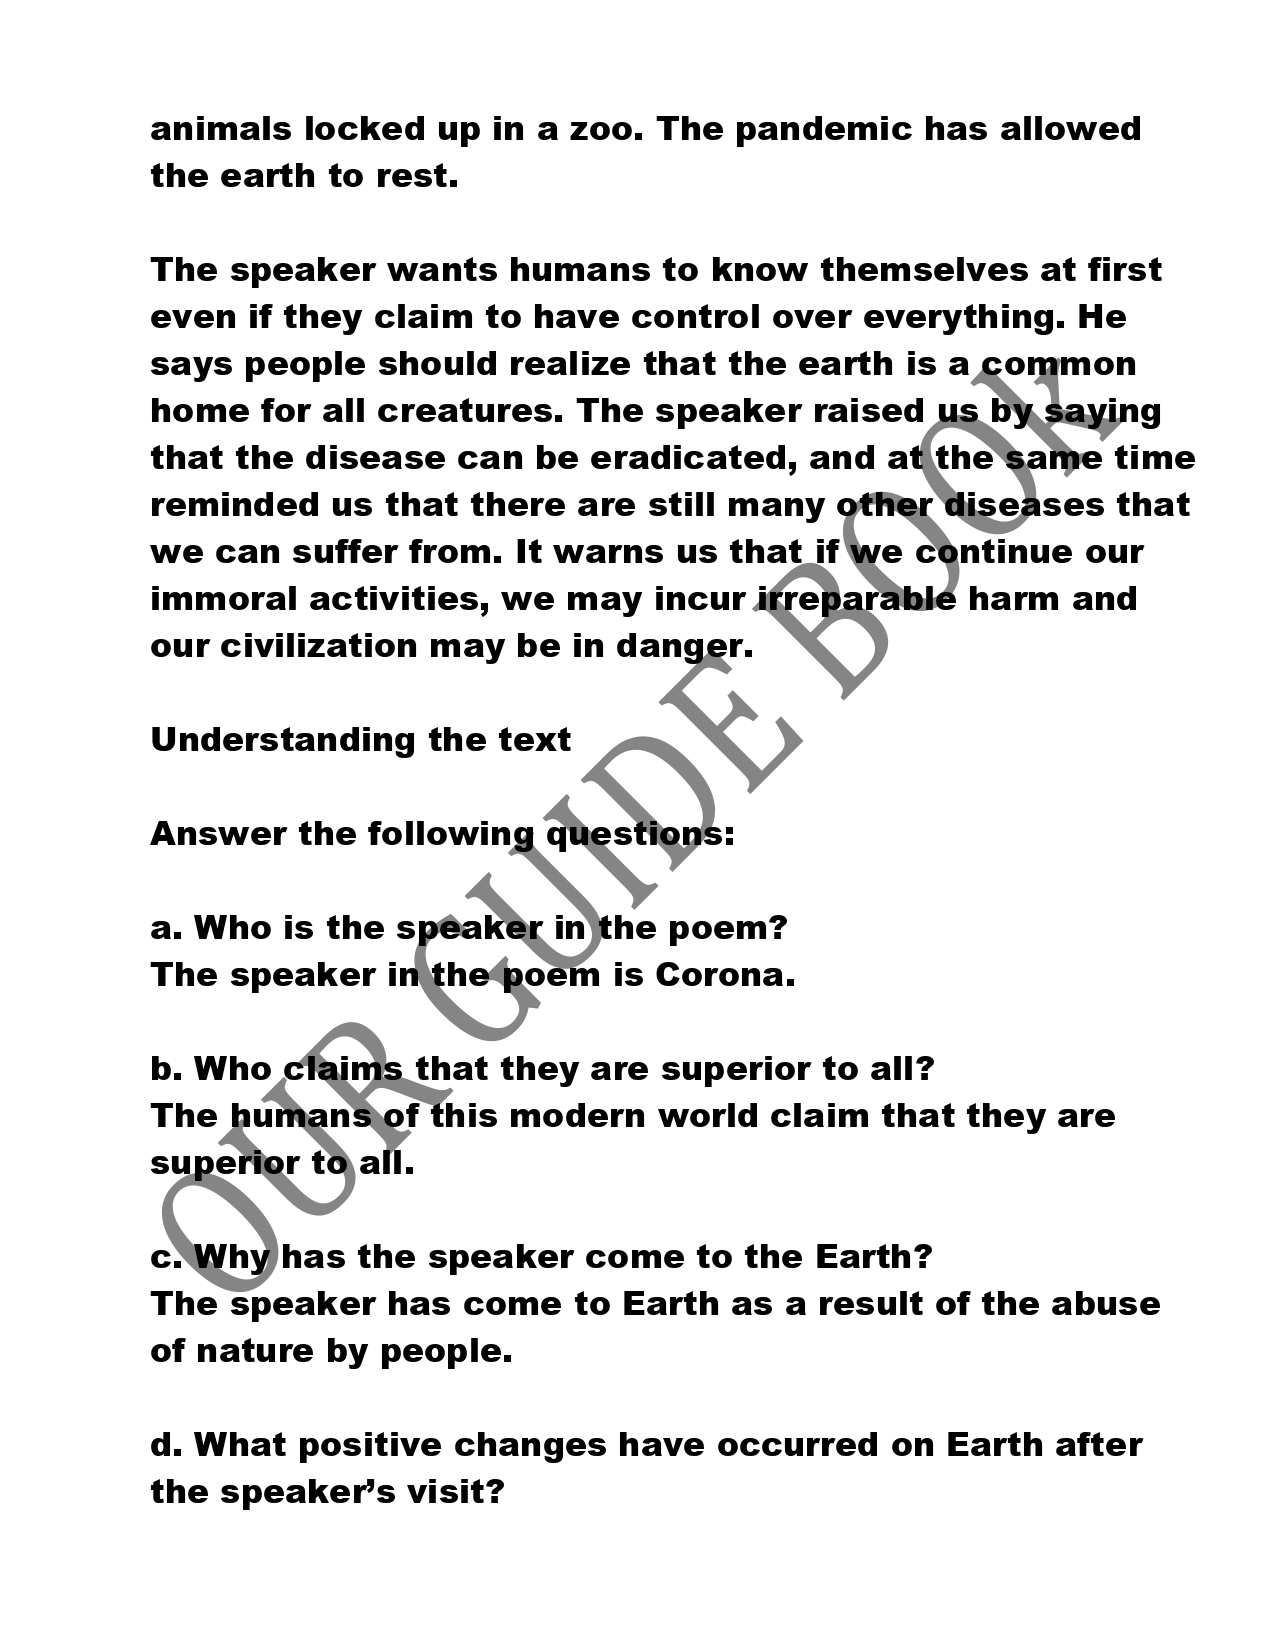 animals locked up in a zoo. The pandemic has allowed
the earth to rest.
The speaker wants humans to know themselves at first
even if they claim to have control over everything. He
says people should realize that the earth is a common
home for all creatures. The speaker raised us by saying
that the disease can be eradicated, and at the same time
reminded us that there are still many other diseases that
we can suffer from. It warns us that if we continue our
immoral activities, we may incur irreparable harm and
our civilization may be in danger.
Understanding the text
Answer the following questions:
a. Who is the speaker in the poem?
The speaker in the poem is Corona.
b. Who claims that they are superior to all?
The humans of this modern world claim that they are
superior to all.
c. Why has the speaker come to the Earth?
The speaker has come to Earth as a result of the abuse
of nature by people.
d. What positive changes have occurred on Earth after
the speaker’s visit?
OUR GUIDE BOOk